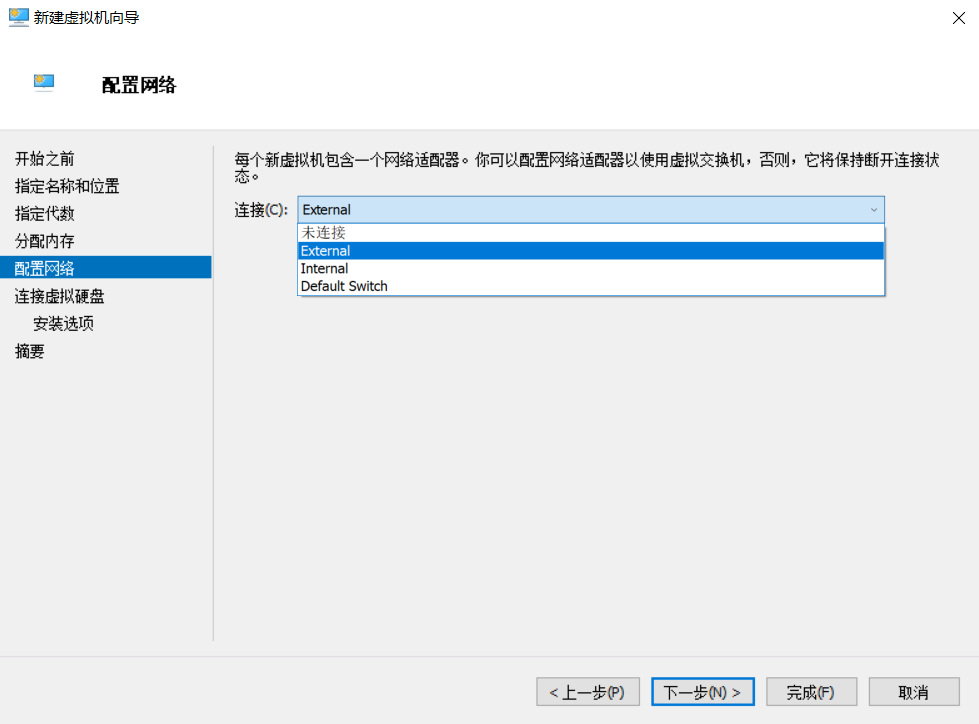 新建虚拟机向导
配置网络
开始之前
指定名称和位置
指定代数
分配内存
配置网络
连接虚拟硬盘
安装选项
摘要
每个新虚拟机包含一个网络适配器。你可以配置网络适配器以使用虚拟交换机，否则，它将保持断开连接状
态。
连接(C): External
未连接
External
Internal
Default Switch
< 上一步(P) 下一步(N) > 完成(F) 取消